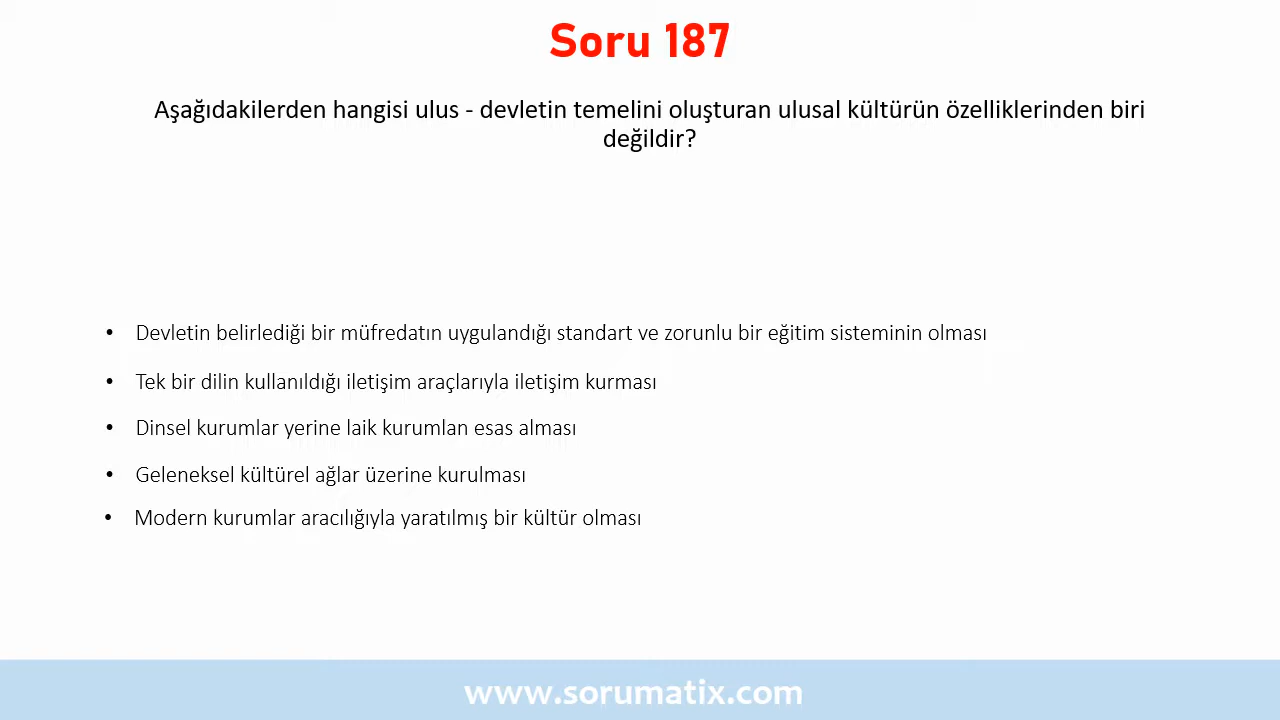 Soru 187
Aşağıdakilerden hangisi ulus - devletin temelini oluşturan ulusal kültürün özelliklerinden biri
değildir?
• Devletin belirlediği bir müfredatın uygulandığı standart ve zorunlu bir eğitim sisteminin olması
• Tek bir dilin kullanıldığı iletişim araçlarıyla iletişim kurması
• Dinsel kurumlar yerine laik kurumlan esas alması
• Geleneksel kültürel ağlar üzerine kurulması
• Modern kurumlar aracılığıyla yaratılmış bir kültür olması
www.sorumatix.com